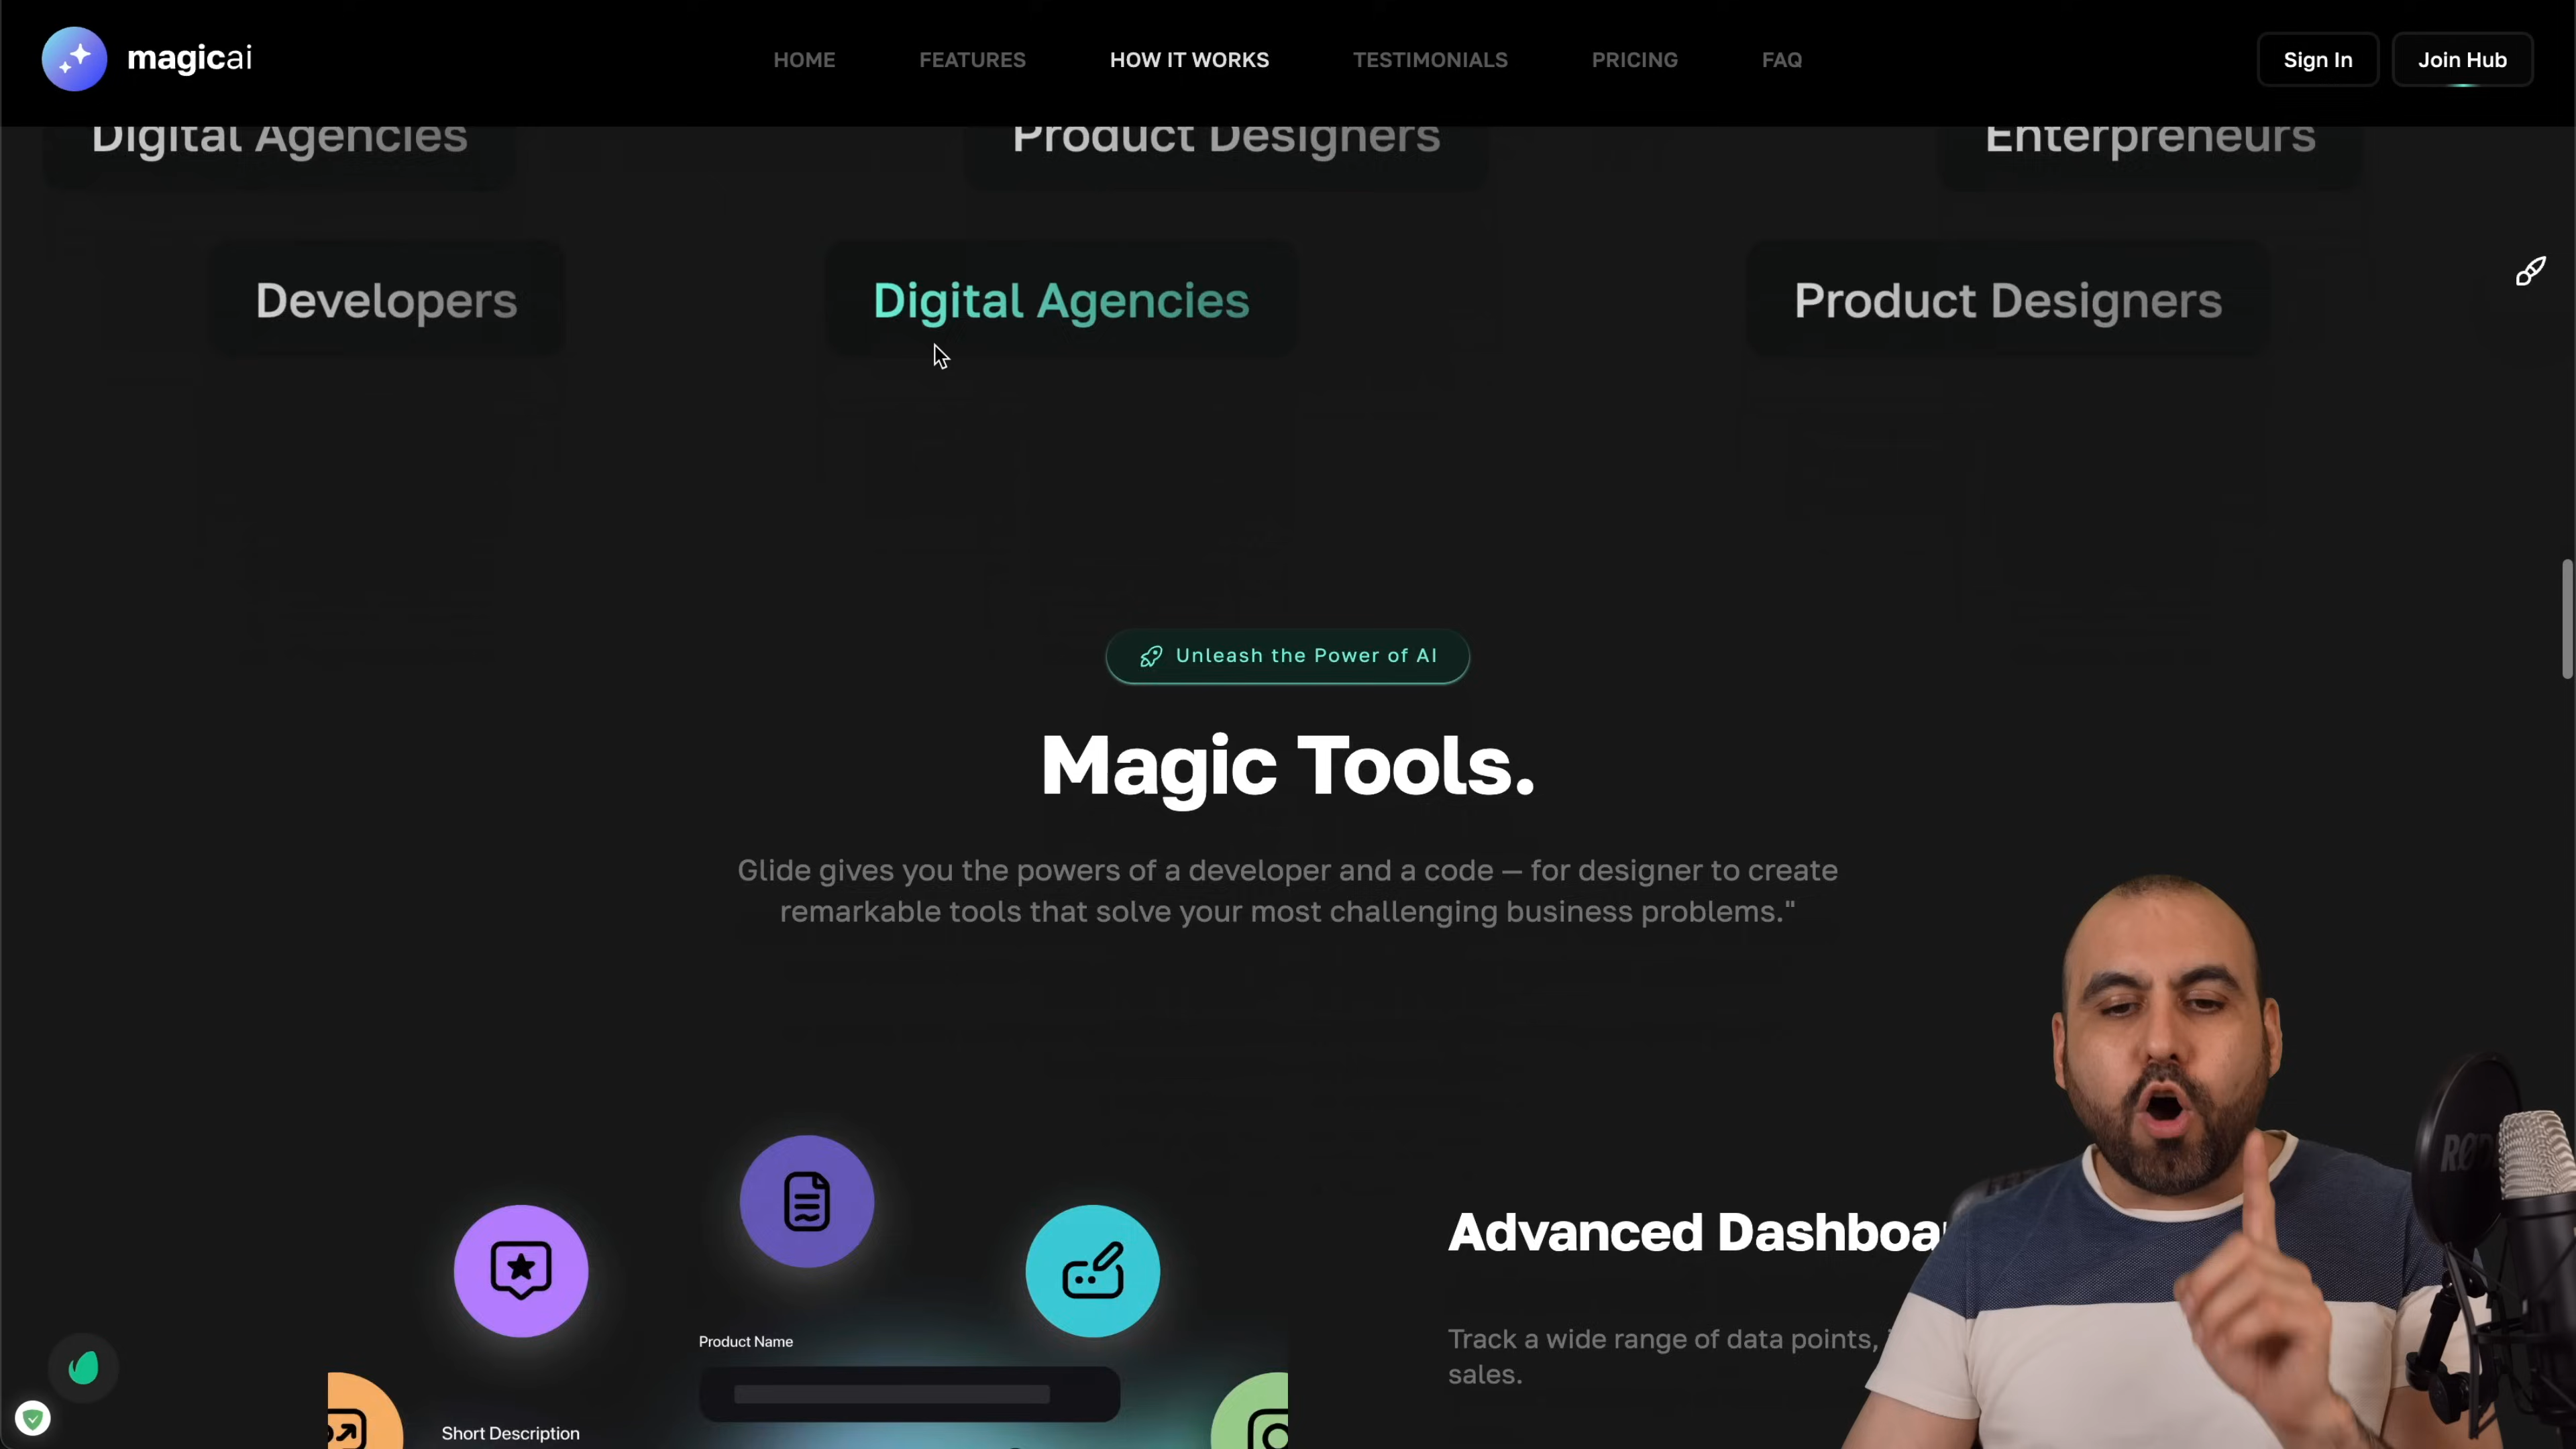 magicai
HOME
FEATURES
HOW IT WORKS
TESTIMONIALS
PRICING
FAQ
Sign In
Join Hub
Digital Agencies
Product Designers
Enterpreneurs
Developers
Digital Agencies
Product Designers
Unleash the Power of AI
Magic Tools.
Glide gives you the powers of a developer and a code — for designer to create
remarkable tools that solve your most challenging business problems."
Advanced
Track a wide range of data points,
sales.
Product Name
Short Description